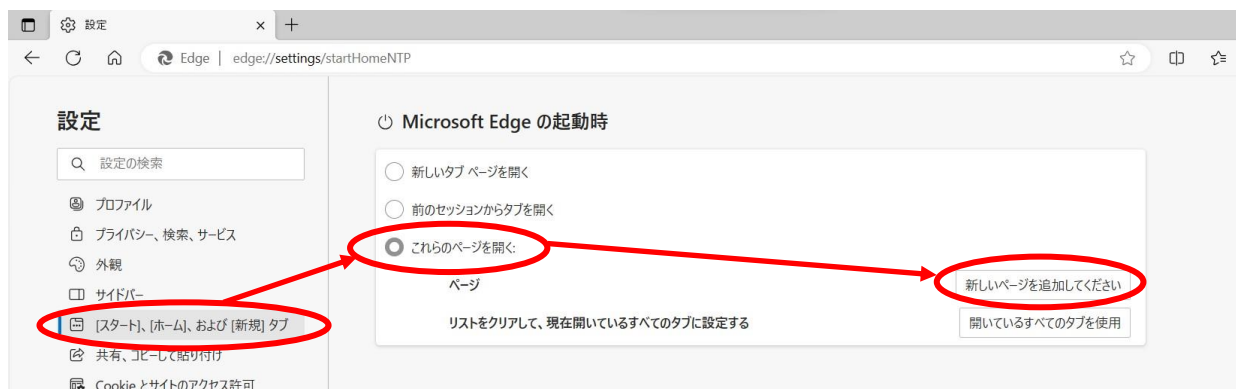 設定
Edge | edge://settings/startHomeNTP
設定
設定の検索
プロファイル
プライバシー、検索、サービス
外観
サイドバー
[スタート]、[ホーム]、および [新規] タブ
共有、コピーして貼り付け
Cookie とサイトのアクセス許可
Microsoft Edge の起動時
新しいタブ ページを開く
前のセッションからタブを開く
これらのページを開く:
ページ
新しいページを追加してください
リストをクリアして、現在開いているすべてのタブに設定する
開いているすべてのタブを使用